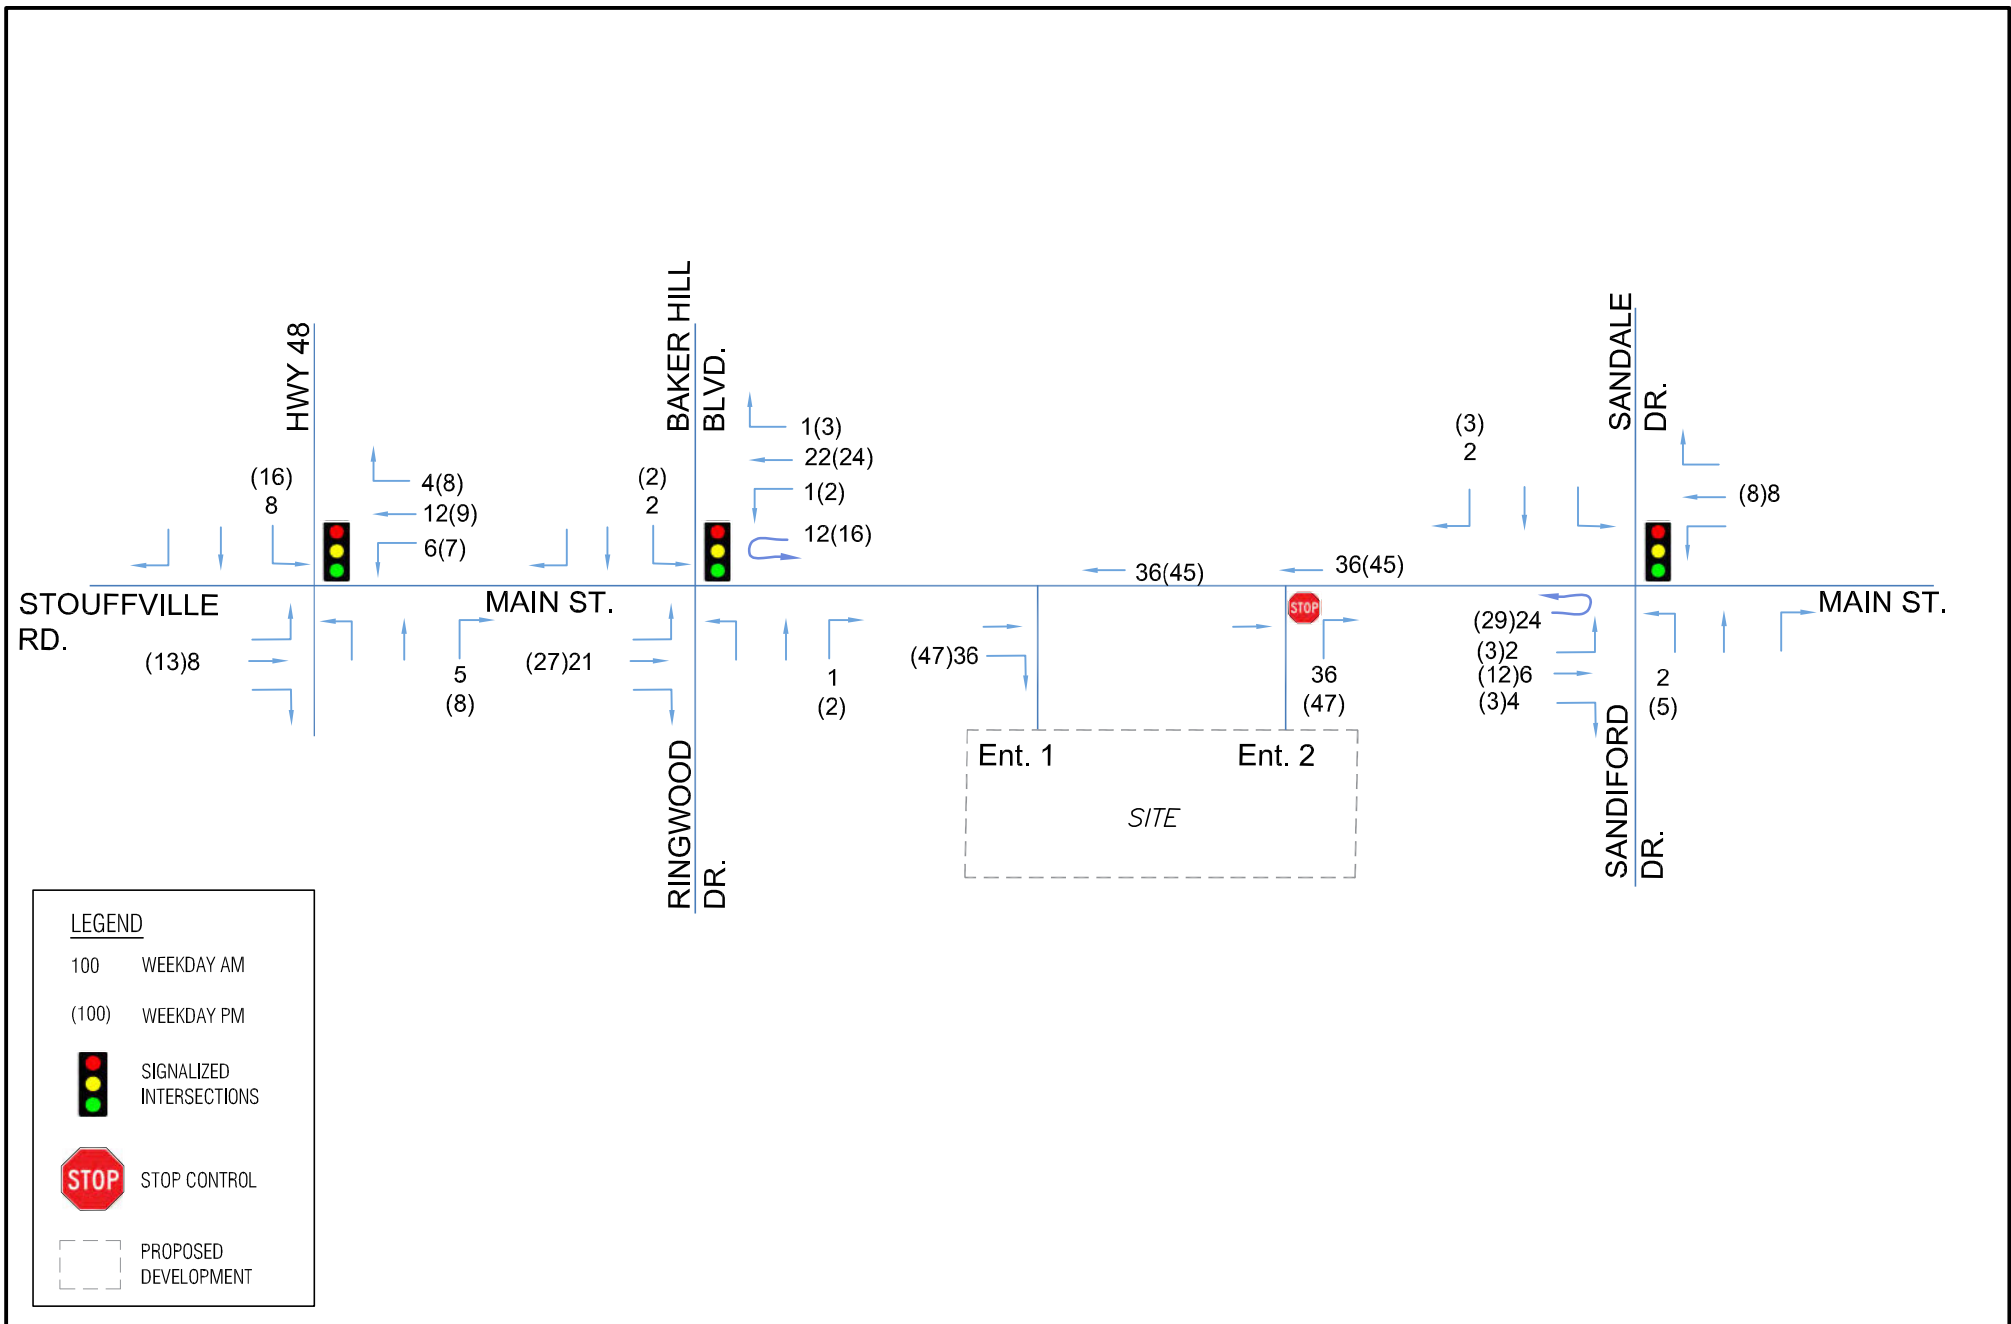 HWY 48
BAKER HILL
BLVD.
SANDALE
DR.
(16)
8
4(8)
12(9)
6(7)
(2)
2
1(3)
22(24)
1(2)
12(16)
36(45)
36(45)
(3)
2
(8)8
STOUFFVILLE
RD.
MAIN ST.
MAIN ST.
(13)8
5
(8)
(27)21
1
(2)
(47)36
STOP
36
(47)
(29)24
(3)2
(12)6
(3)4
2
(5)
RINGWOOD
DR.
Ent. 1
Ent. 2
SITE
SANDIFORD
DR.
LEGEND
100 WEEKDAY AM
(100) WEEKDAY PM
SIGNALIZED
INTERSECTIONS
STOP
STOP CONTROL
PROPOSED
DEVELOPMENT